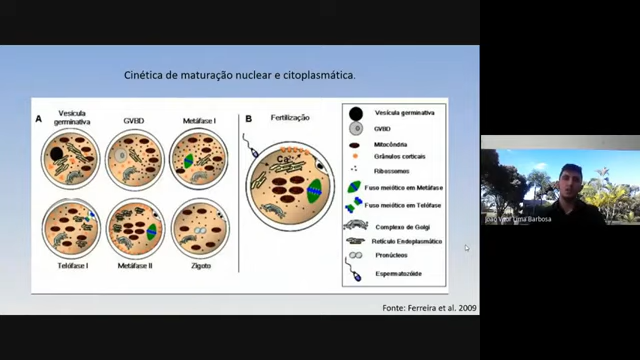 Cinética de maturação nuclear e citoplasmática.
A
Vesícula
germinativa
GVBD
Metáfase I
Telófase I
Metáfase II
Zigoto
B
Fertilização
Ca
Vesícula germinativa
GVBD
Mitocôndria
Grânulos corticais
Ribossomos
Fuso meiótico em Metáfase
Fuso meiótico em Telófase
Complexo de Golgi
Retículo Endoplasmático
Pronúcleos
Espermatzóide
Fonte: Ferreira et al. 2009
João Vitor Lima Barbosa